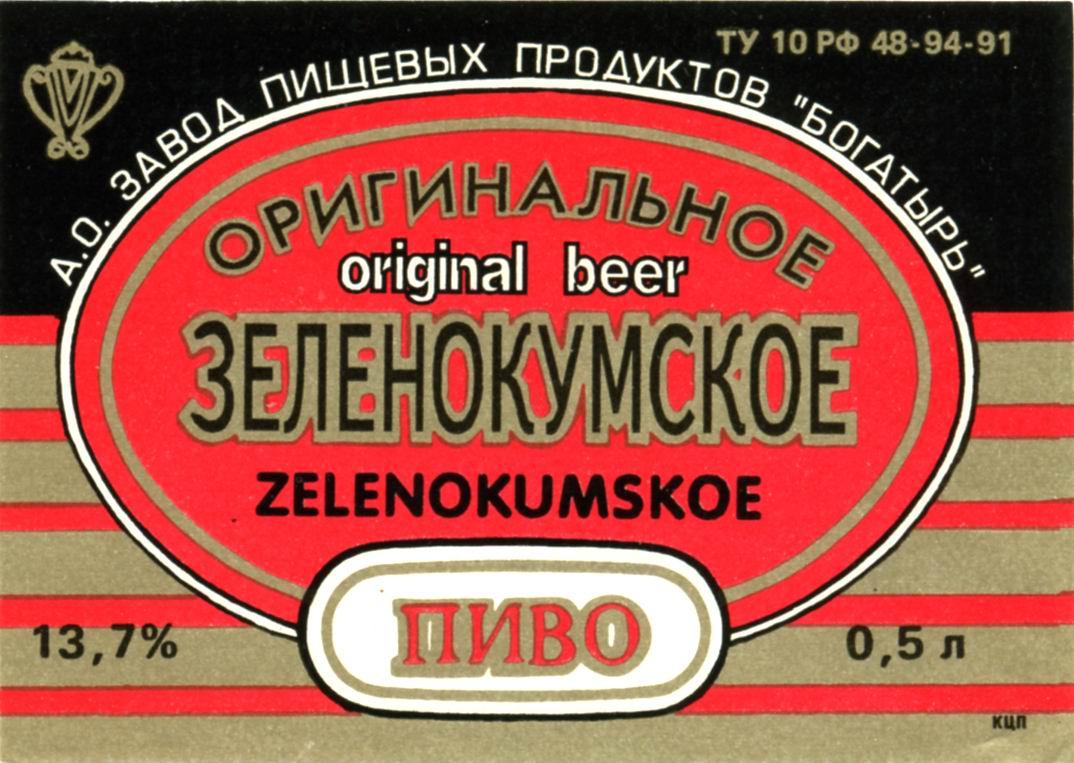 ТУ 10 РФ 48-94-91
А.О. ЗАВОД ПИЩЕВЫХ ПРОДУКТОВ "БОГАТЫРЬ"
ОРИГИНАЛЬНОЕ
original beer
ЗЕЛЕНОКУМСКОЕ
ZELENOKUMSKOE
ПИВО
13,7%
0,5 л
КЦП